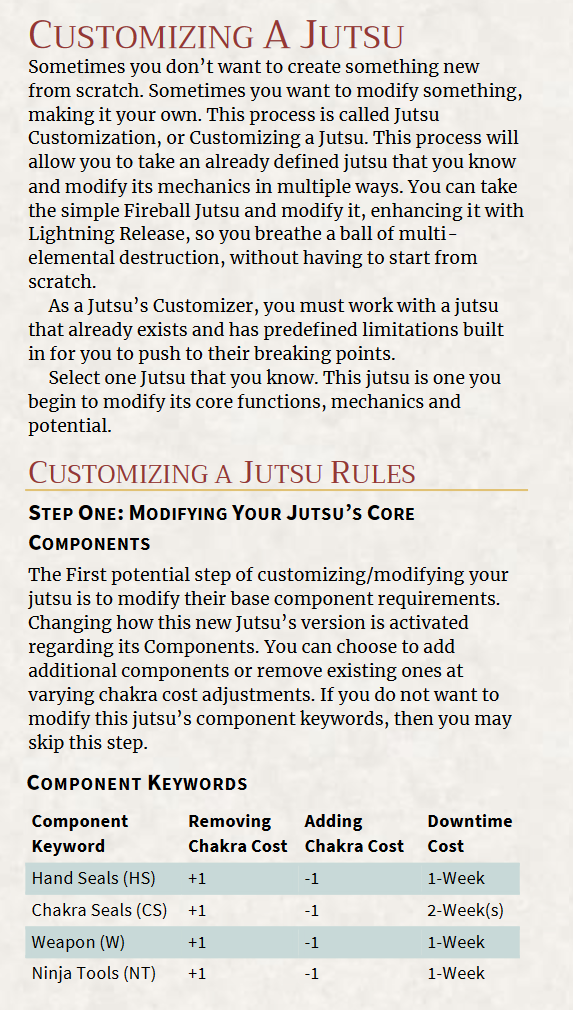 Customizing A Jutsu
Sometimes you don't want to create something new
from scratch. Sometimes you want to modify something,
making it your own. This process is called Jutsu
Customization, or Customizing a Jutsu. This process will
allow you to take an already defined jutsu that you know
and modify its mechanics in multiple ways. You can take
the simple Fireball Jutsu and modify it, enhancing it with
Lightning Release, so you breathe a ball of multi-
elemental destruction, without having to start from
scratch.
As a Jutsu's Customizer, you must work with a jutsu
that already exists and has predefined limitations built
in for you to push to their breaking points.
Select one Jutsu that you know. This jutsu is one you
begin to modify its core functions, mechanics and
potential.
Customizing a Jutsu Rules
Step One: Modifying Your Jutsu's Core
Components
The First potential step of customizing/modifying your
jutsu is to modify their base component requirements.
Changing how this new Jutsu's version is activated
regarding its Components. You can choose to add
additional components or remove existing ones at
varying chakra cost adjustments. If you do not want to
modify this jutsu's component keywords, then you may
skip this step.
Component Keywords
Component Keyword Removing Chakra Cost Adding Chakra Cost Downtime Cost
Hand Seals (HS) +1 -1 1-Week
Chakra Seals (CS) +1 -1 2-Week(s)
Weapon (W) +1 -1 1-Week
Ninja Tools (NT) +1 -1 1-Week